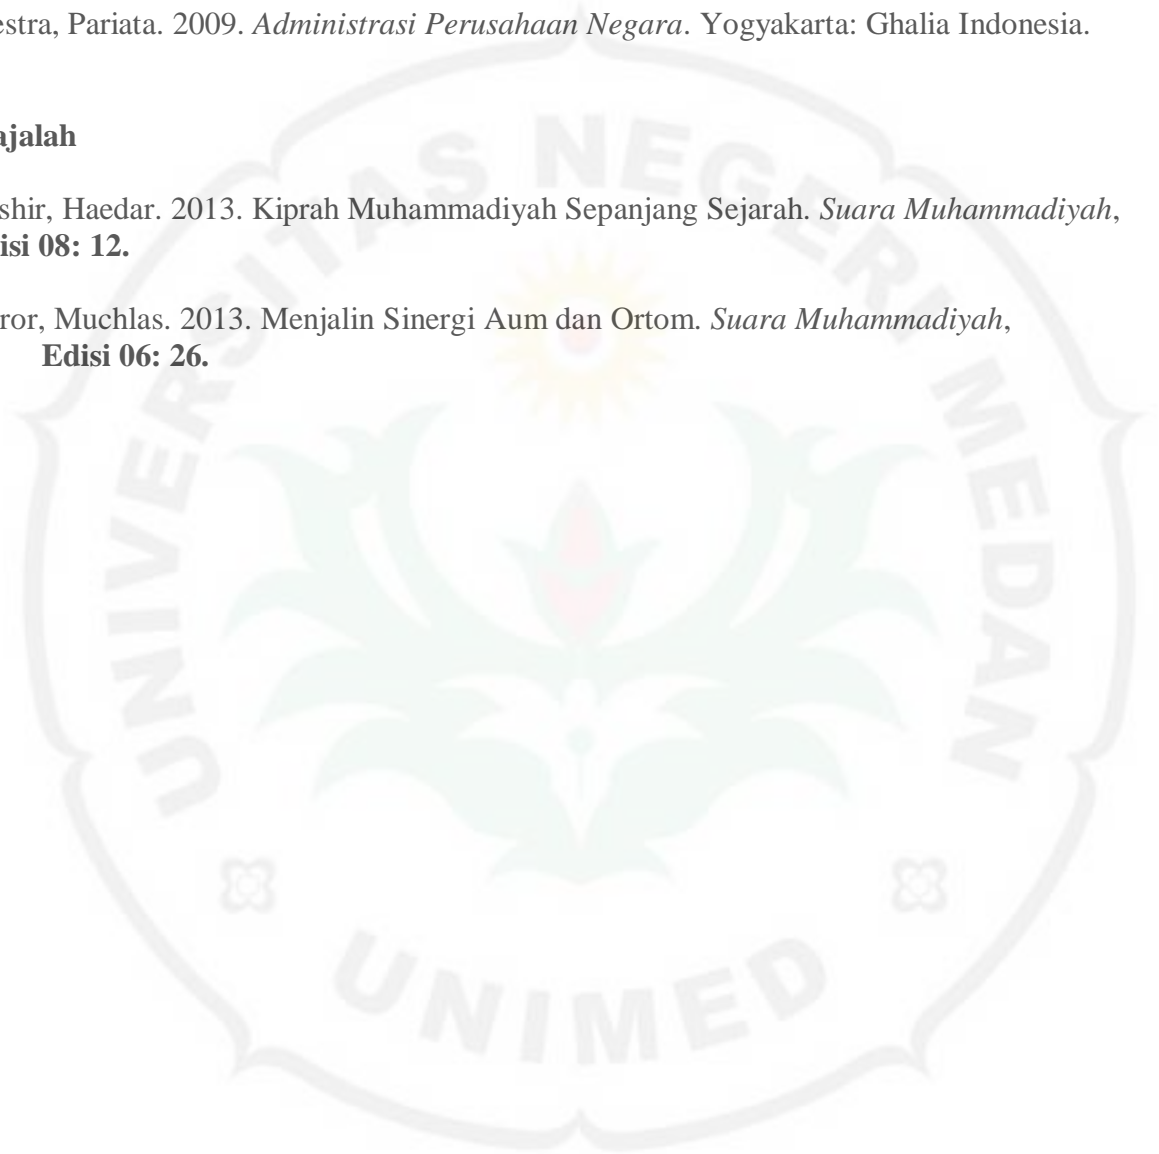 estra, Pariata. 2009. Administrasi Perusahaan Negara. Yogyakarta: Ghalia Indonesia.
ajalah
shir, Haedar. 2013. Kiprah Muhammadiyah Sepanjang Sejarah. Suara Muhammadiyah,
isi 08: 12.
ror, Muchlas. 2013. Menjalin Sinergi Aum dan Ortom. Suara Muhammadiyah,
Edisi 06: 26.
UNIVERSITAS NEGERI MEDAN
UNIMED